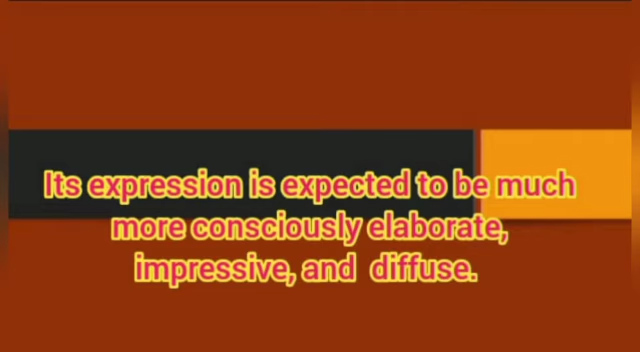 Its expression is expected to be much
more consciously elaborate,
impressive, and diffuse.